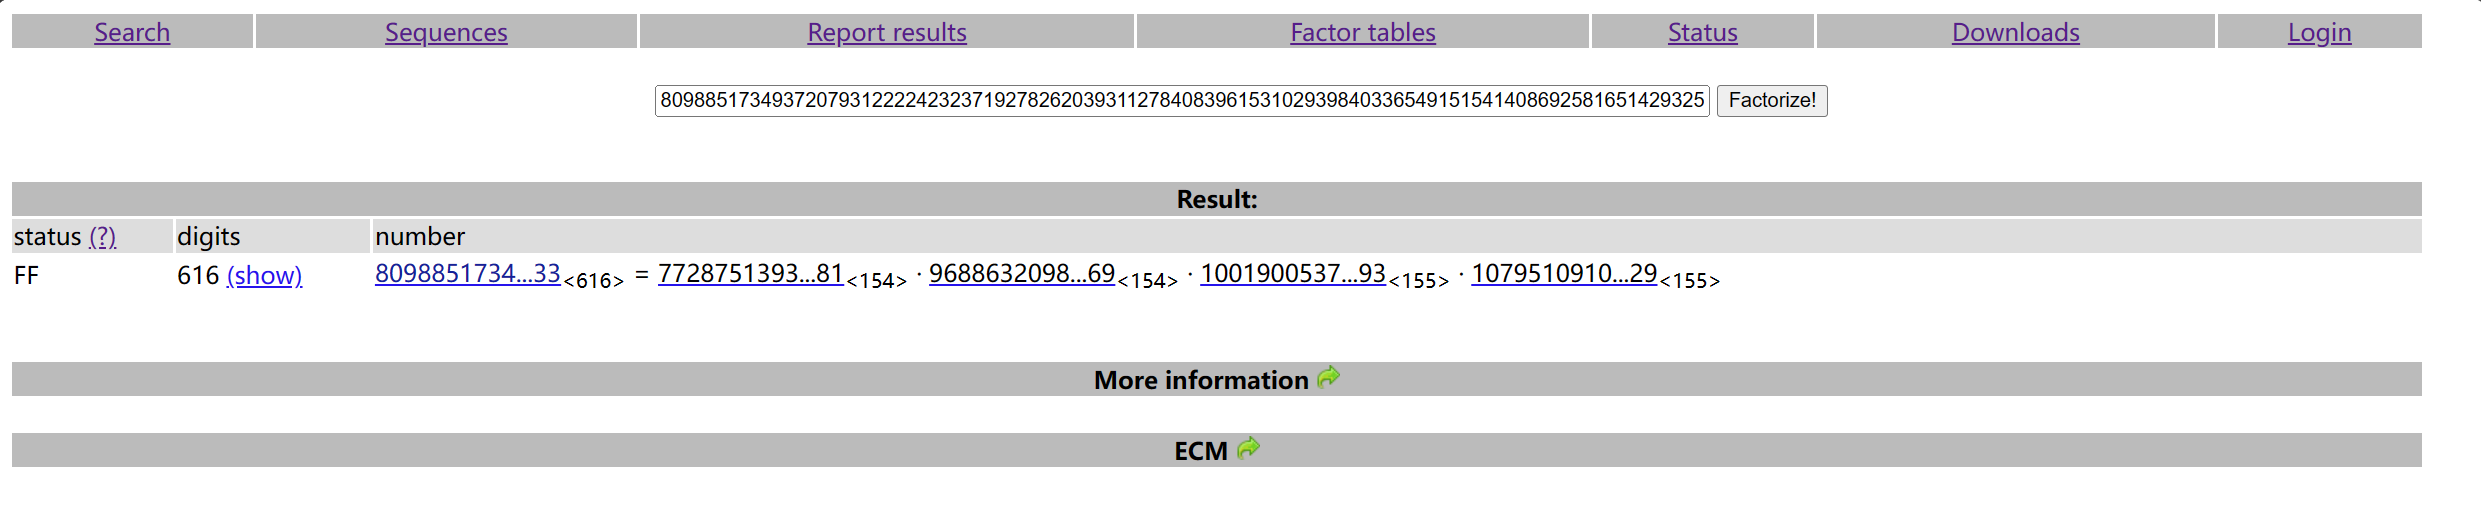 Search Sequences Report results Factor tables Status Downloads Login
8098851734937207931222242323719278262039311278408396153102939840336549151541408692581651429325 Factorize!
Result:
status (?) digits number
FF 616 (show) 8098851734...33<616> = 7728751393...81<154> · 9688632098...69<154> · 1001900537...93<155> · 1079510910...29<155>
More information
ECM